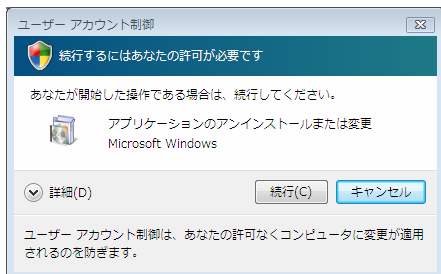 ユーザー アカウント制御
続行するにはあなたの許可が必要です
あなたが開始した操作である場合は、続行してください。
アプリケーションのアンインストールまたは変更
Microsoft Windows
詳細(D)
続行(C)
キャンセル
ユーザー アカウント制御は、あなたの許可なくコンピュータに変更が適用
されるのを防ぎます。